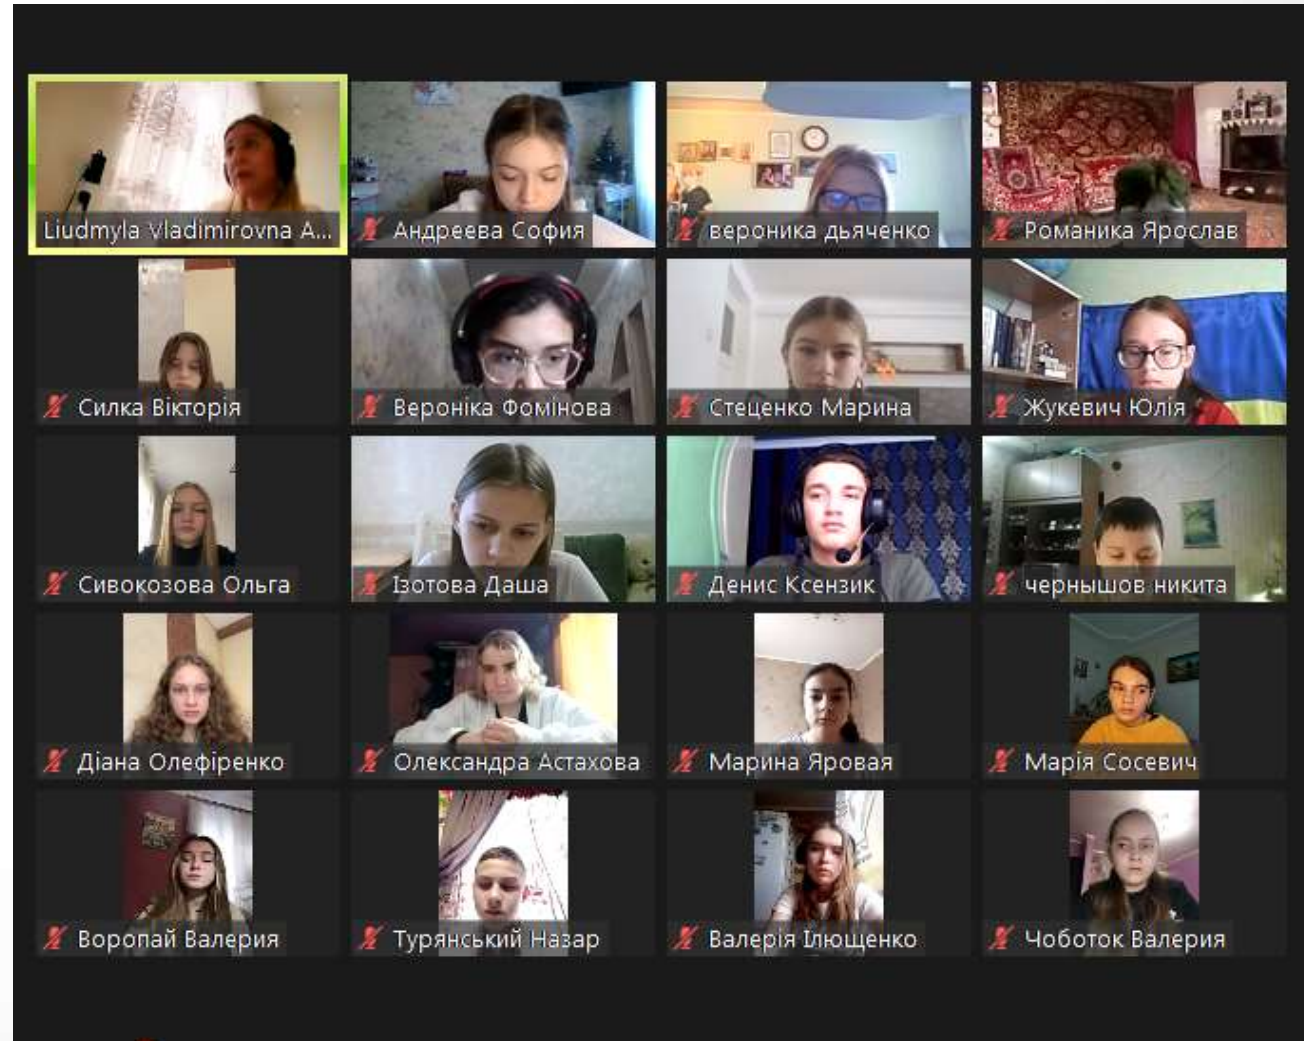 Liudmyla Vladimirovna A...
Андреева София
вероника дьяченко
Романика Ярослав
Силка Вікторія
Вероніка Фомінова
Стеценко Марина
Жукевич Юлія
Сивокозова Ольга
Ізотова Даша
Денис Ксензик
чернышов никита
Діана Олефіренко
Олександра Астахова
Марина Яровая
Марія Сосевич
Воропай Валерия
Турянський Назар
Валерія Ілющенко
Чоботок Валерия